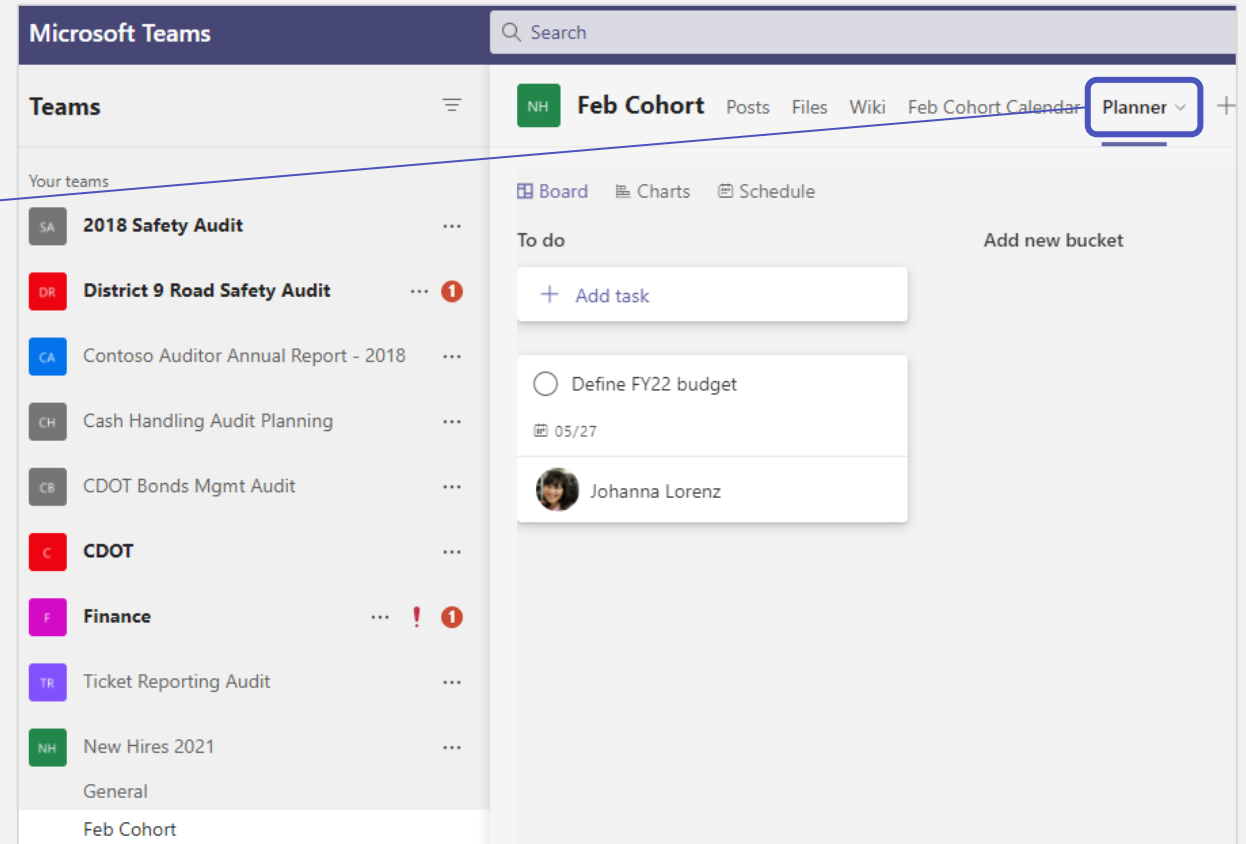 Microsoft Teams
Search
Teams
NH Feb Cohort Posts Files Wiki Feb Cohort Calendar Planner
Your teams
SA 2018 Safety Audit
DR District 9 Road Safety Audit 1
CA Contoso Auditor Annual Report - 2018
CH Cash Handling Audit Planning
CB CDOT Bonds Mgmt Audit
C CDOT
F Finance ! 1
TR Ticket Reporting Audit
NH New Hires 2021
General
Feb Cohort
Board Charts Schedule
To do Add new bucket
+ Add task
Define FY22 budget
05/27
Johanna Lorenz